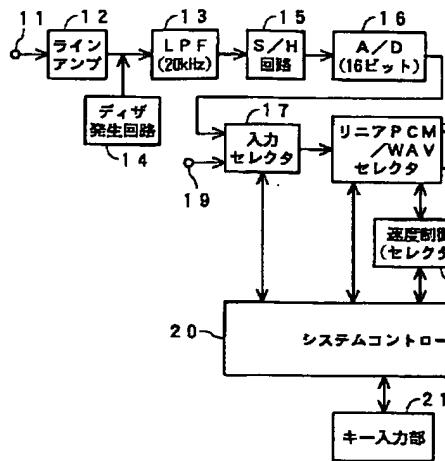 11
12
13
15
16
ライン
アンプ
LPF
(20kHz)
S/H
回路
A/D
(16ビット)
ディザ
発生回路
14
17
入力
セレクタ
19
リニアPCM
/WAV
セレクタ
速度制御
(セレクタ
20
システムコントロー
21
キー入力部